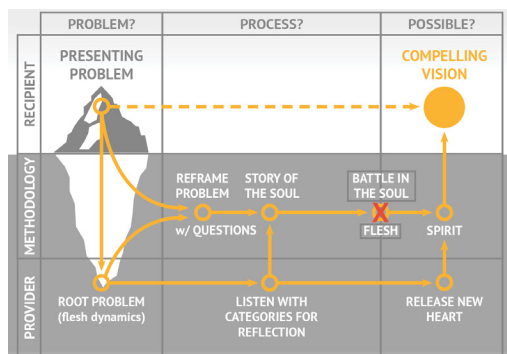 PROBLEM?
PROCESS?
POSSIBLE?
RECIPIENT
PRESENTING
PROBLEM
COMPELLING
VISION
METHODOLOGY
REFRAME
PROBLEM
w/ QUESTIONS
STORY OF
THE SOUL
BATTLE IN
THE SOUL
X
FLESH
SPIRIT
PROVIDER
ROOT PROBLEM
(flesh dynamics)
LISTEN WITH
CATEGORIES FOR
REFLECTION
RELEASE NEW
HEART